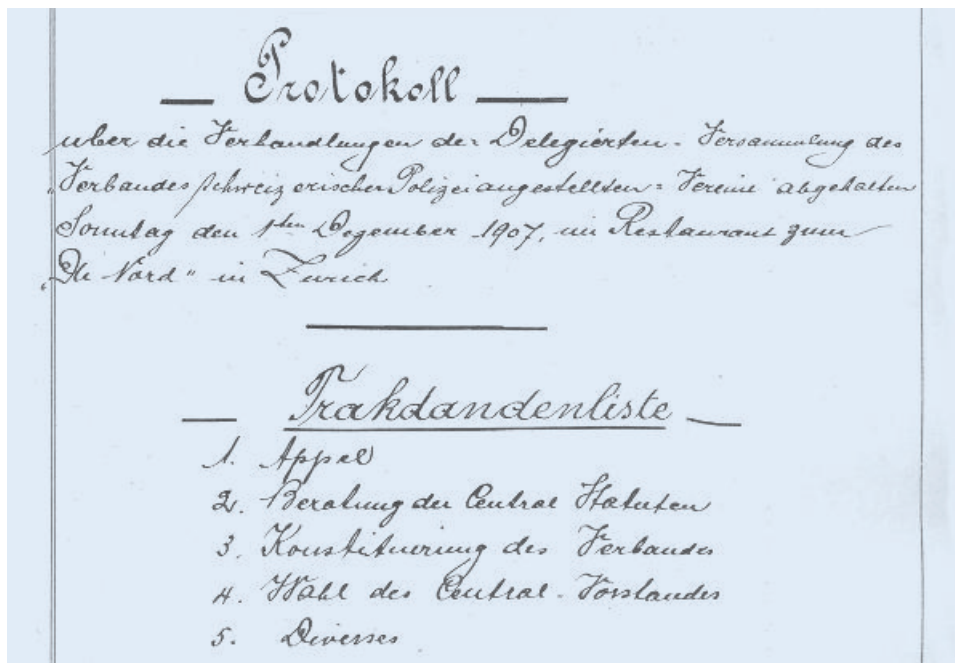 Protokoll
über die Verhandlungen der Delegierten-Versammlung des
„Verbandes schweizerischer Polizeiangestellten-Vereine“ abgehalten
Sonntag den 1ten Dezember 1907, im Restaurant zum
„Du Nord“ in Zürich
Trakdandenliste
1. Appel
2. Beratung der Central Statuten
3. Konstituierung des Verbandes
4. Wahl des Central-Vorstandes
5. Diverses